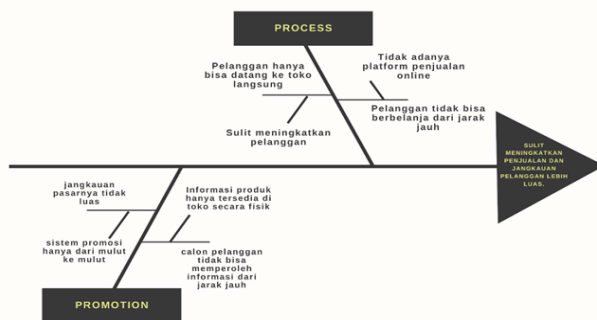 PROCESS
Pelanggan hanya
bisa datang ke toko
langsung
Tidak adanya
platform penjualan
online
Sulit meningkatkan
pelanggan
Pelanggan tidak bisa
berbelanja dari jarak
jauh
SULIT
MENINGKATKAN
PENJUALAN DAN
JANGKAUAN
PELANGGAN LEBIH
LUAS.
jangkauan
pasarnya tidak
luas
Informasi produk
hanya tersedia di
toko secara fisik
sistem promosi
hanya dari mulut
ke mulut
calon pelanggan
tidak bisa
memperoleh
informasi dari
jarak jauh
PROMOTION